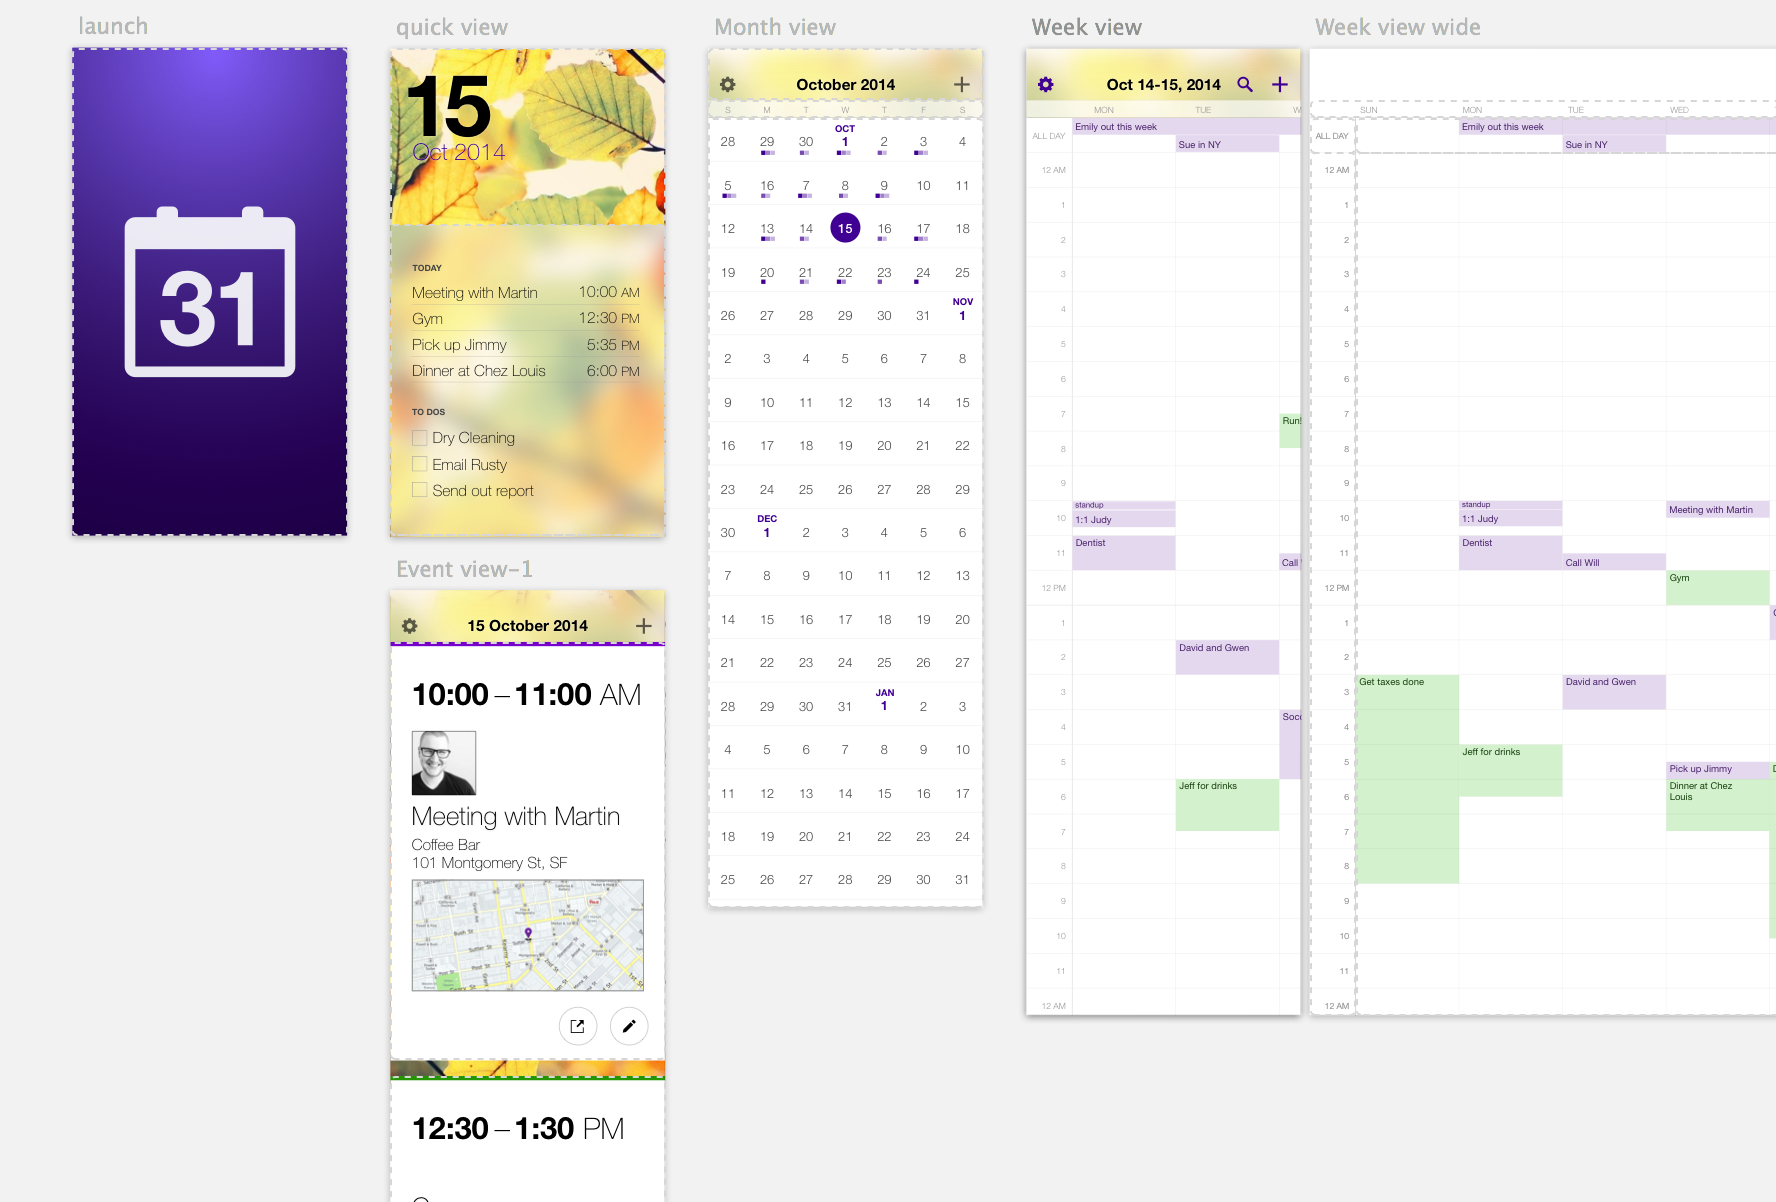 launch
31
quick view
15
Oct 2014
TODAY
Meeting with Martin 10:00 AM
Gym 12:30 PM
Pick up Jimmy 5:35 PM
Dinner at Chez Louis 6:00 PM
TO DOS
Dry Cleaning
Email Rusty
Send out report
Event view-1
15 October 2014
10:00 – 11:00 AM
Meeting with Martin
Coffee Bar
101 Montgomery St, SF
12:30 – 1:30 PM
Month view
October 2014
S M T W T F S
OCT
28 29 30 1 2 3 4
5 16 7 8 9 10 11
12 13 14 15 16 17 18
19 20 21 22 23 24 25
NOV
26 27 28 29 30 31 1
2 3 4 5 6 7 8
9 10 11 12 13 14 15
16 17 18 19 20 21 22
23 24 25 26 27 28 29
DEC
30 1 2 3 4 5 6
7 8 9 10 11 12 13
14 15 16 17 18 19 20
21 22 23 24 25 26 27
JAN
28 29 30 31 1 2 3
4 5 6 7 8 9 10
11 12 13 14 15 16 17
18 19 20 21 22 23 24
25 26 27 28 29 30 31
Week view
Oct 14-15, 2014
MON TUE W
Emily out this week
ALL DAY
Sue in NY
12 AM
1
2
3
4
5
6
7
Run!
8
9
standup
10 1:1 Judy
Dentist
11
Call
12 PM
1
David and Gwen
2
3
Socc
4
5
Jeff for drinks
6
7
8
9
10
11
12 AM
Week view wide
SUN MON TUE WED
Emily out this week
ALL DAY
Sue in NY
12 AM
1
2
3
4
5
6
7
8
9
standup
Meeting with Martin
10 1:1 Judy
Dentist
11
Call Will
Gym
12 PM
1
2
Get taxes done David and Gwen
3
4
Jeff for drinks
5
Pick up Jimmy
Dinner at Chez
6 Louis
7
8
9
10
11
12 AM